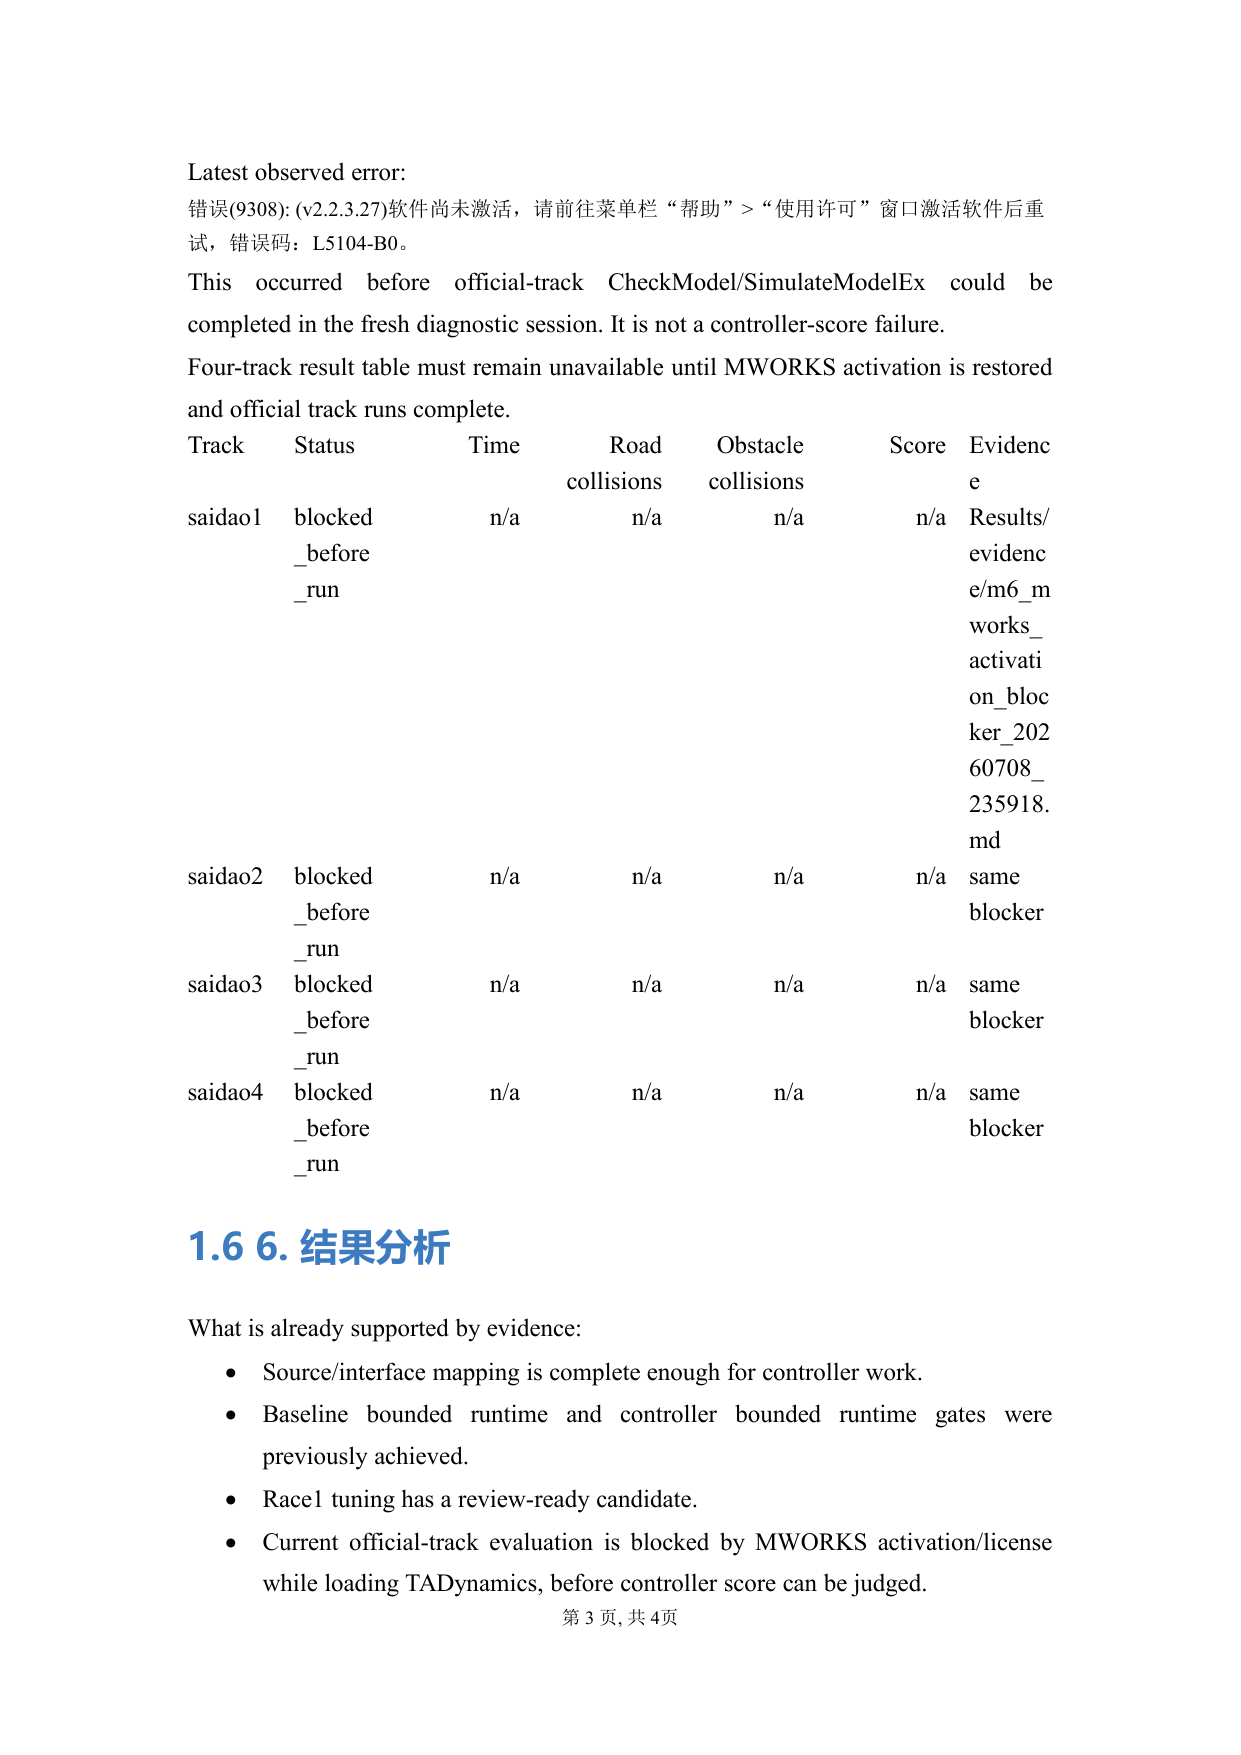 Latest observed error:
错误(9308): (v2.2.3.27)软件尚未激活，请前往菜单栏“帮助”>“使用许可”窗口激活软件后重
试，错误码：L5104-B0。
This occurred before official-track CheckModel/SimulateModelEx could be
completed in the fresh diagnostic session. It is not a controller-score failure.
Four-track result table must remain unavailable until MWORKS activation is restored
and official track runs complete.
Track Status Time Road Obstacle Score Evidenc
collisions collisions e
saidao1 blocked n/a n/a n/a n/a Results/
_before evidenc
_run e/m6_m
works_
activati
on_bloc
ker_202
60708_
235918.
md
saidao2 blocked n/a n/a n/a n/a same
_before blocker
_run
saidao3 blocked n/a n/a n/a n/a same
_before blocker
_run
saidao4 blocked n/a n/a n/a n/a same
_before blocker
_run
1.6 6. 结果分析
What is already supported by evidence:
• Source/interface mapping is complete enough for controller work.
• Baseline bounded runtime and controller bounded runtime gates were
previously achieved.
• Race1 tuning has a review-ready candidate.
• Current official-track evaluation is blocked by MWORKS activation/license
while loading TADynamics, before controller score can be judged.
第 3 页, 共 4页